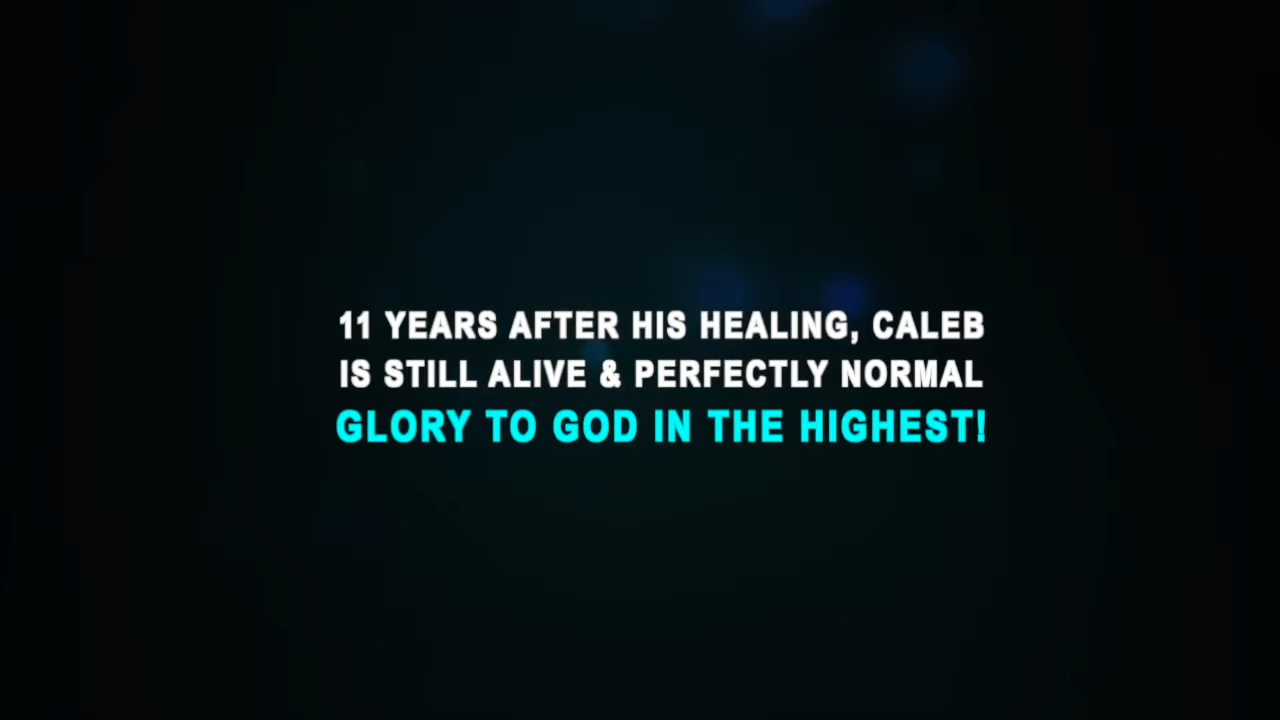 11 YEARS AFTER HIS HEALING, CALEB
IS STILL ALIVE & PERFECTLY NORMAL
GLORY TO GOD IN THE HIGHEST!